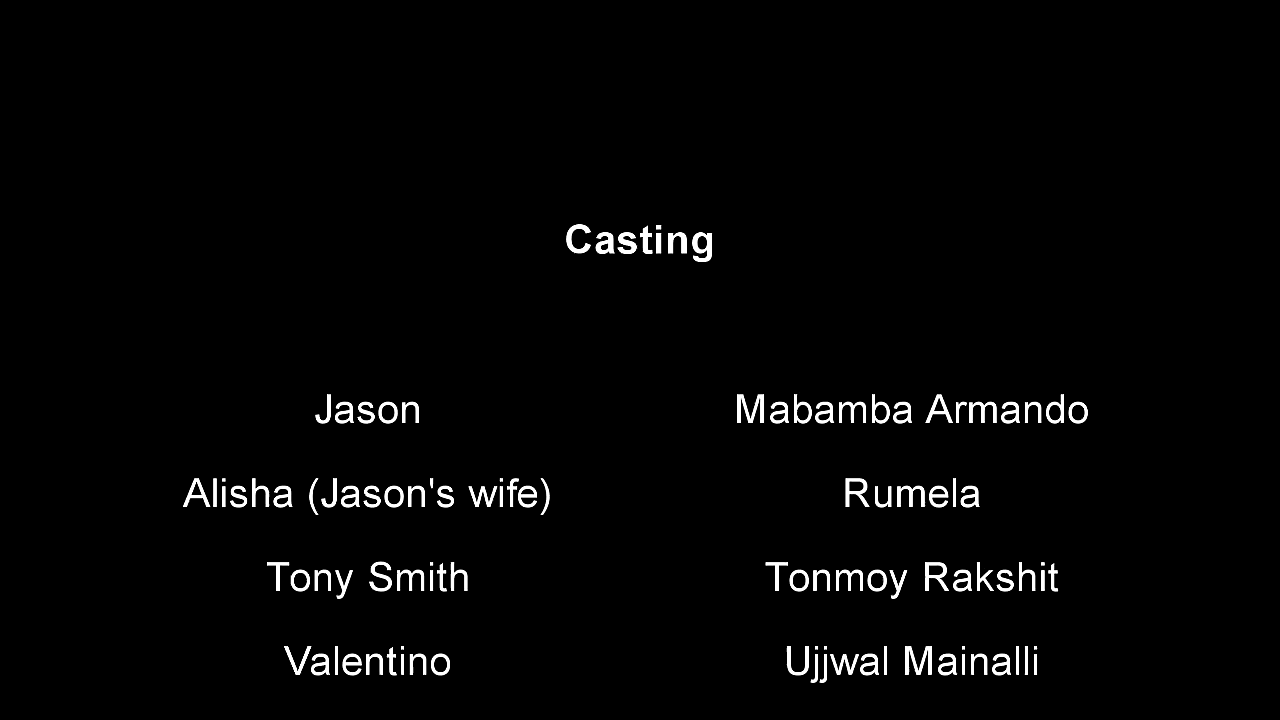 Casting
Jason Mabamba Armando
Alisha (Jason's wife) Rumela
Tony Smith Tonmoy Rakshit
Valentino Ujjwal Mainalli